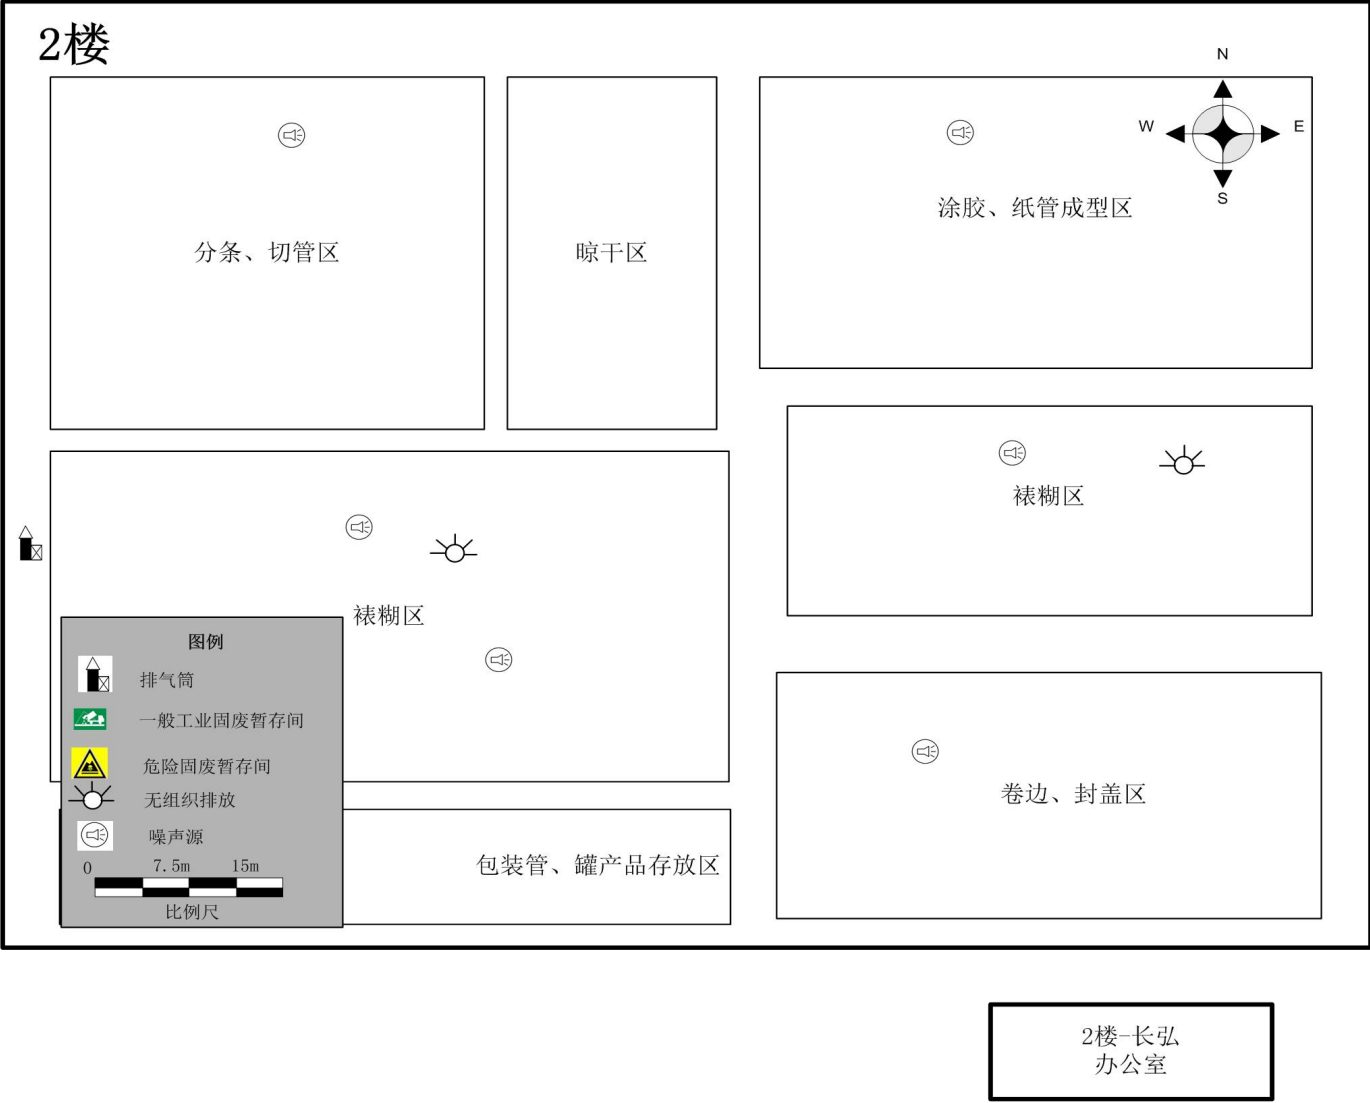 2楼
N
W
E
S
分条、切管区
晾干区
涂胶、纸管成型区
裱糊区
裱糊区
图例
排气筒
一般工业固废暂存间
危险固废暂存间
无组织排放
噪声源
0 7.5m 15m
比例尺
卷边、封盖区
包装管、罐产品存放区
2楼-长弘
办公室